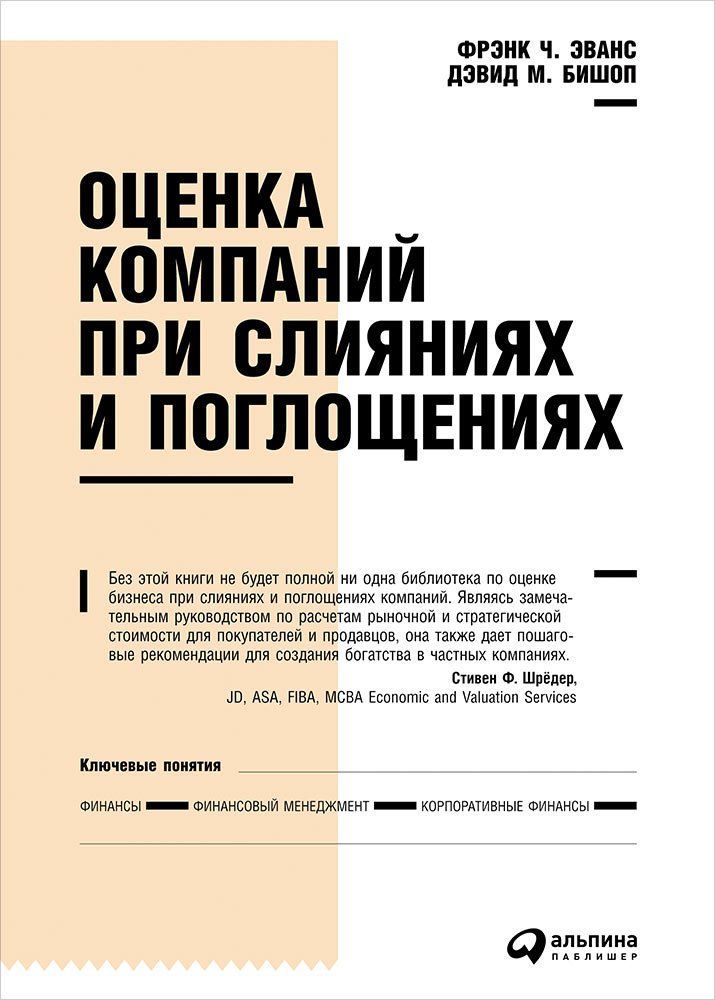 ФРЭНК Ч. ЭВАНС
ДЭВИД М. БИШОП
ОЦЕНКА
КОМПАНИЙ
ПРИ СЛИЯНИЯХ
И ПОГЛОЩЕНИЯХ
Без этой книги не будет полной ни одна библиотека по оценке
бизнеса при слияниях и поглощениях компаний. Являясь замеча-
тельным руководством по расчетам рыночной и стратегической
стоимости для покупателей и продавцов, она также дает пошаго-
вые рекомендации для создания богатства в частных компаниях.
Стивен Ф. Шрёдер,
JD, ASA, FIBA, MCBA Economic and Valuation Services
Ключевые понятия
ФИНАНСЫ ФИНАНСОВЫЙ МЕНЕДЖМЕНТ КОРПОРАТИВНЫЕ ФИНАНСЫ
альпина
ПАБЛИШЕР